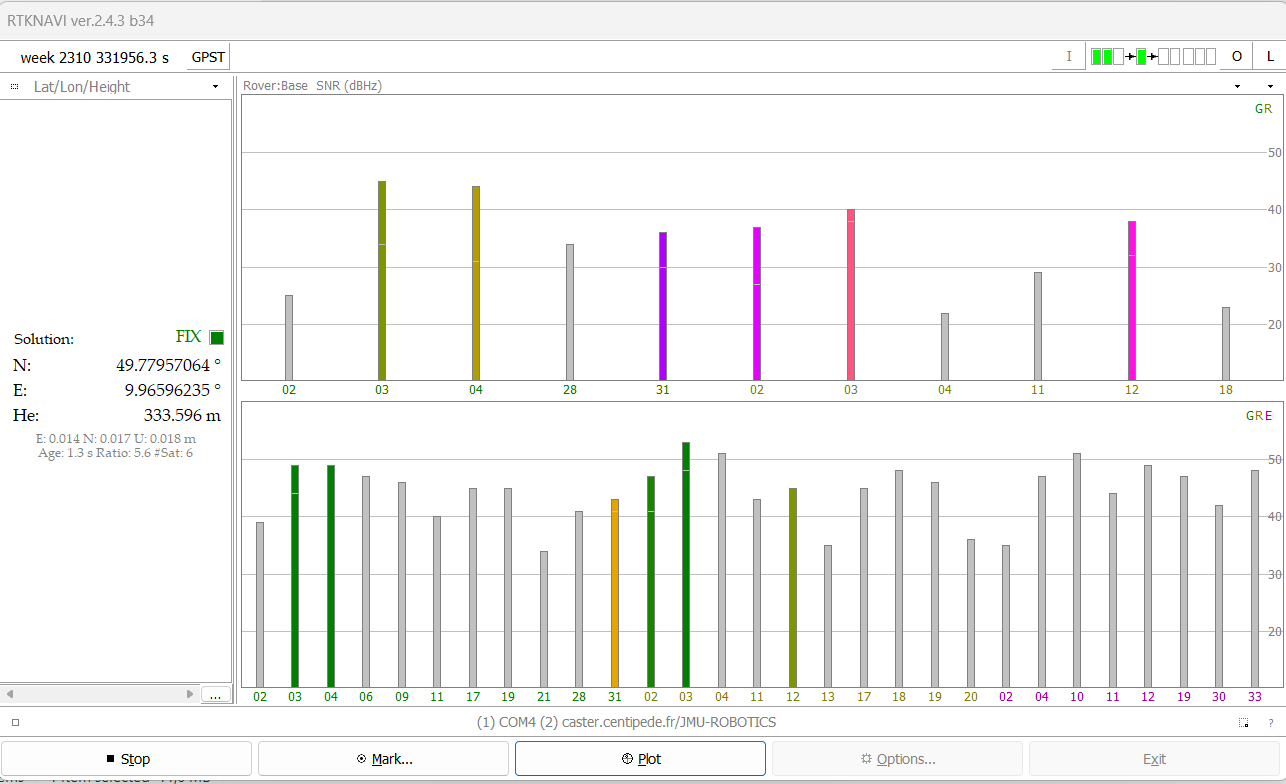 RTKNAVI ver.2.4.3 b34
week 2310 331956.3 s GPST I O L
Lat/Lon/Height
Rover:Base SNR (dBHz)
GR
50
40
30
20
02 03 04 28 31 02 03 04 11 12 18
Solution: FIX
N: 49.77957064 °
E: 9.96596235 °
He: 333.596 m
E: 0.014 N: 0.017 U: 0.018 m
Age: 1.3 s Ratio: 5.6 #Sat: 6
GRE
50
40
30
20
02 03 04 06 09 11 17 19 21 28 31 02 03 04 11 12 13 17 18 19 20 02 04 10 11 12 19 30 33
...
(1) COM4 (2) caster.centipede.fr/JMU-ROBOTICS ?
Stop Mark... Plot Options... Exit